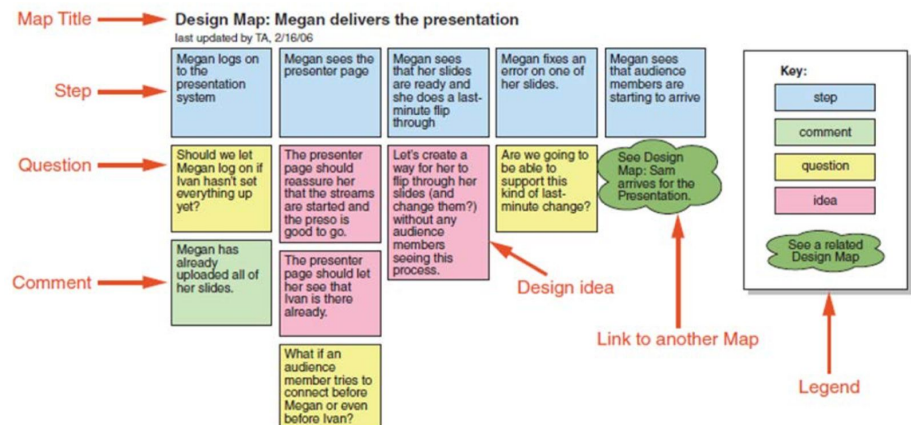 Map Title
Design Map: Megan delivers the presentation
last updated by TA, 2/16/06
Step
Megan logs on
to the
presentation
system
Megan sees the
presenter page
Megan sees
that her slides
are ready and
she does a last-
minute flip
through
Megan fixes an
error on one of
her slides.
Megan sees
that audience
members are
starting to arrive
Question
Should we let
Megan log on if
Ivan hasn't set
everything up
yet?
The presenter
page should
reassure her
that the streams
are started and
the preso is
good to go.
Let's create a
way for her to
flip through her
slides (and
change them?)
without any
audience
members
seeing this
process.
Are we going to
be able to
support this
kind of last-
minute change?
See Design
Map: Sam
arrives for the
Presentation.
Comment
Megan has
already
uploaded all of
her slides.
The presenter
page should let
her see that
Ivan is there
already.
What if an
audience
member tries to
connect before
Megan or even
before Ivan?
Design idea
Link to another Map
Key:
step
comment
question
idea
See a related
Design Map
Legend